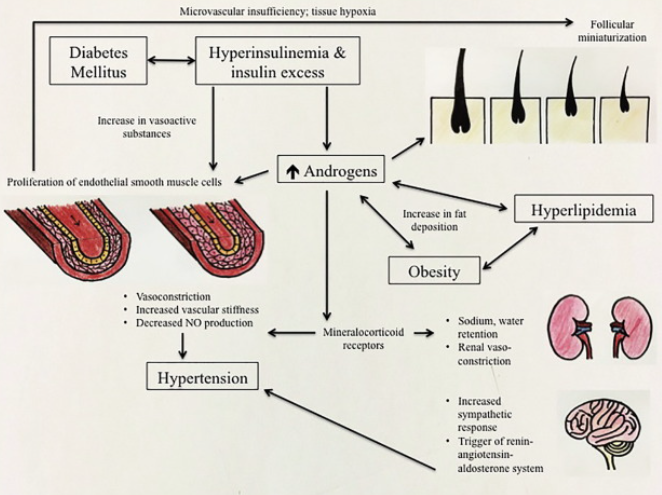 Microvascular insufficiency; tissue hypoxia
Follicular
miniaturization
Diabetes
Mellitus
Hyperinsulinemia &
insulin excess
Increase in vasoactive
substances
↑ Androgens
Proliferation of endothelial smooth muscle cells
Increase in fat
deposition
Hyperlipidemia
Obesity
• Vasoconstriction
• Increased vascular stiffness
• Decreased NO production
Mineralocorticoid
receptors
• Sodium, water
retention
• Renal vaso-
constriction
Hypertension
• Increased
sympathetic
response
• Trigger of renin-
angiotensin-
aldosterone system